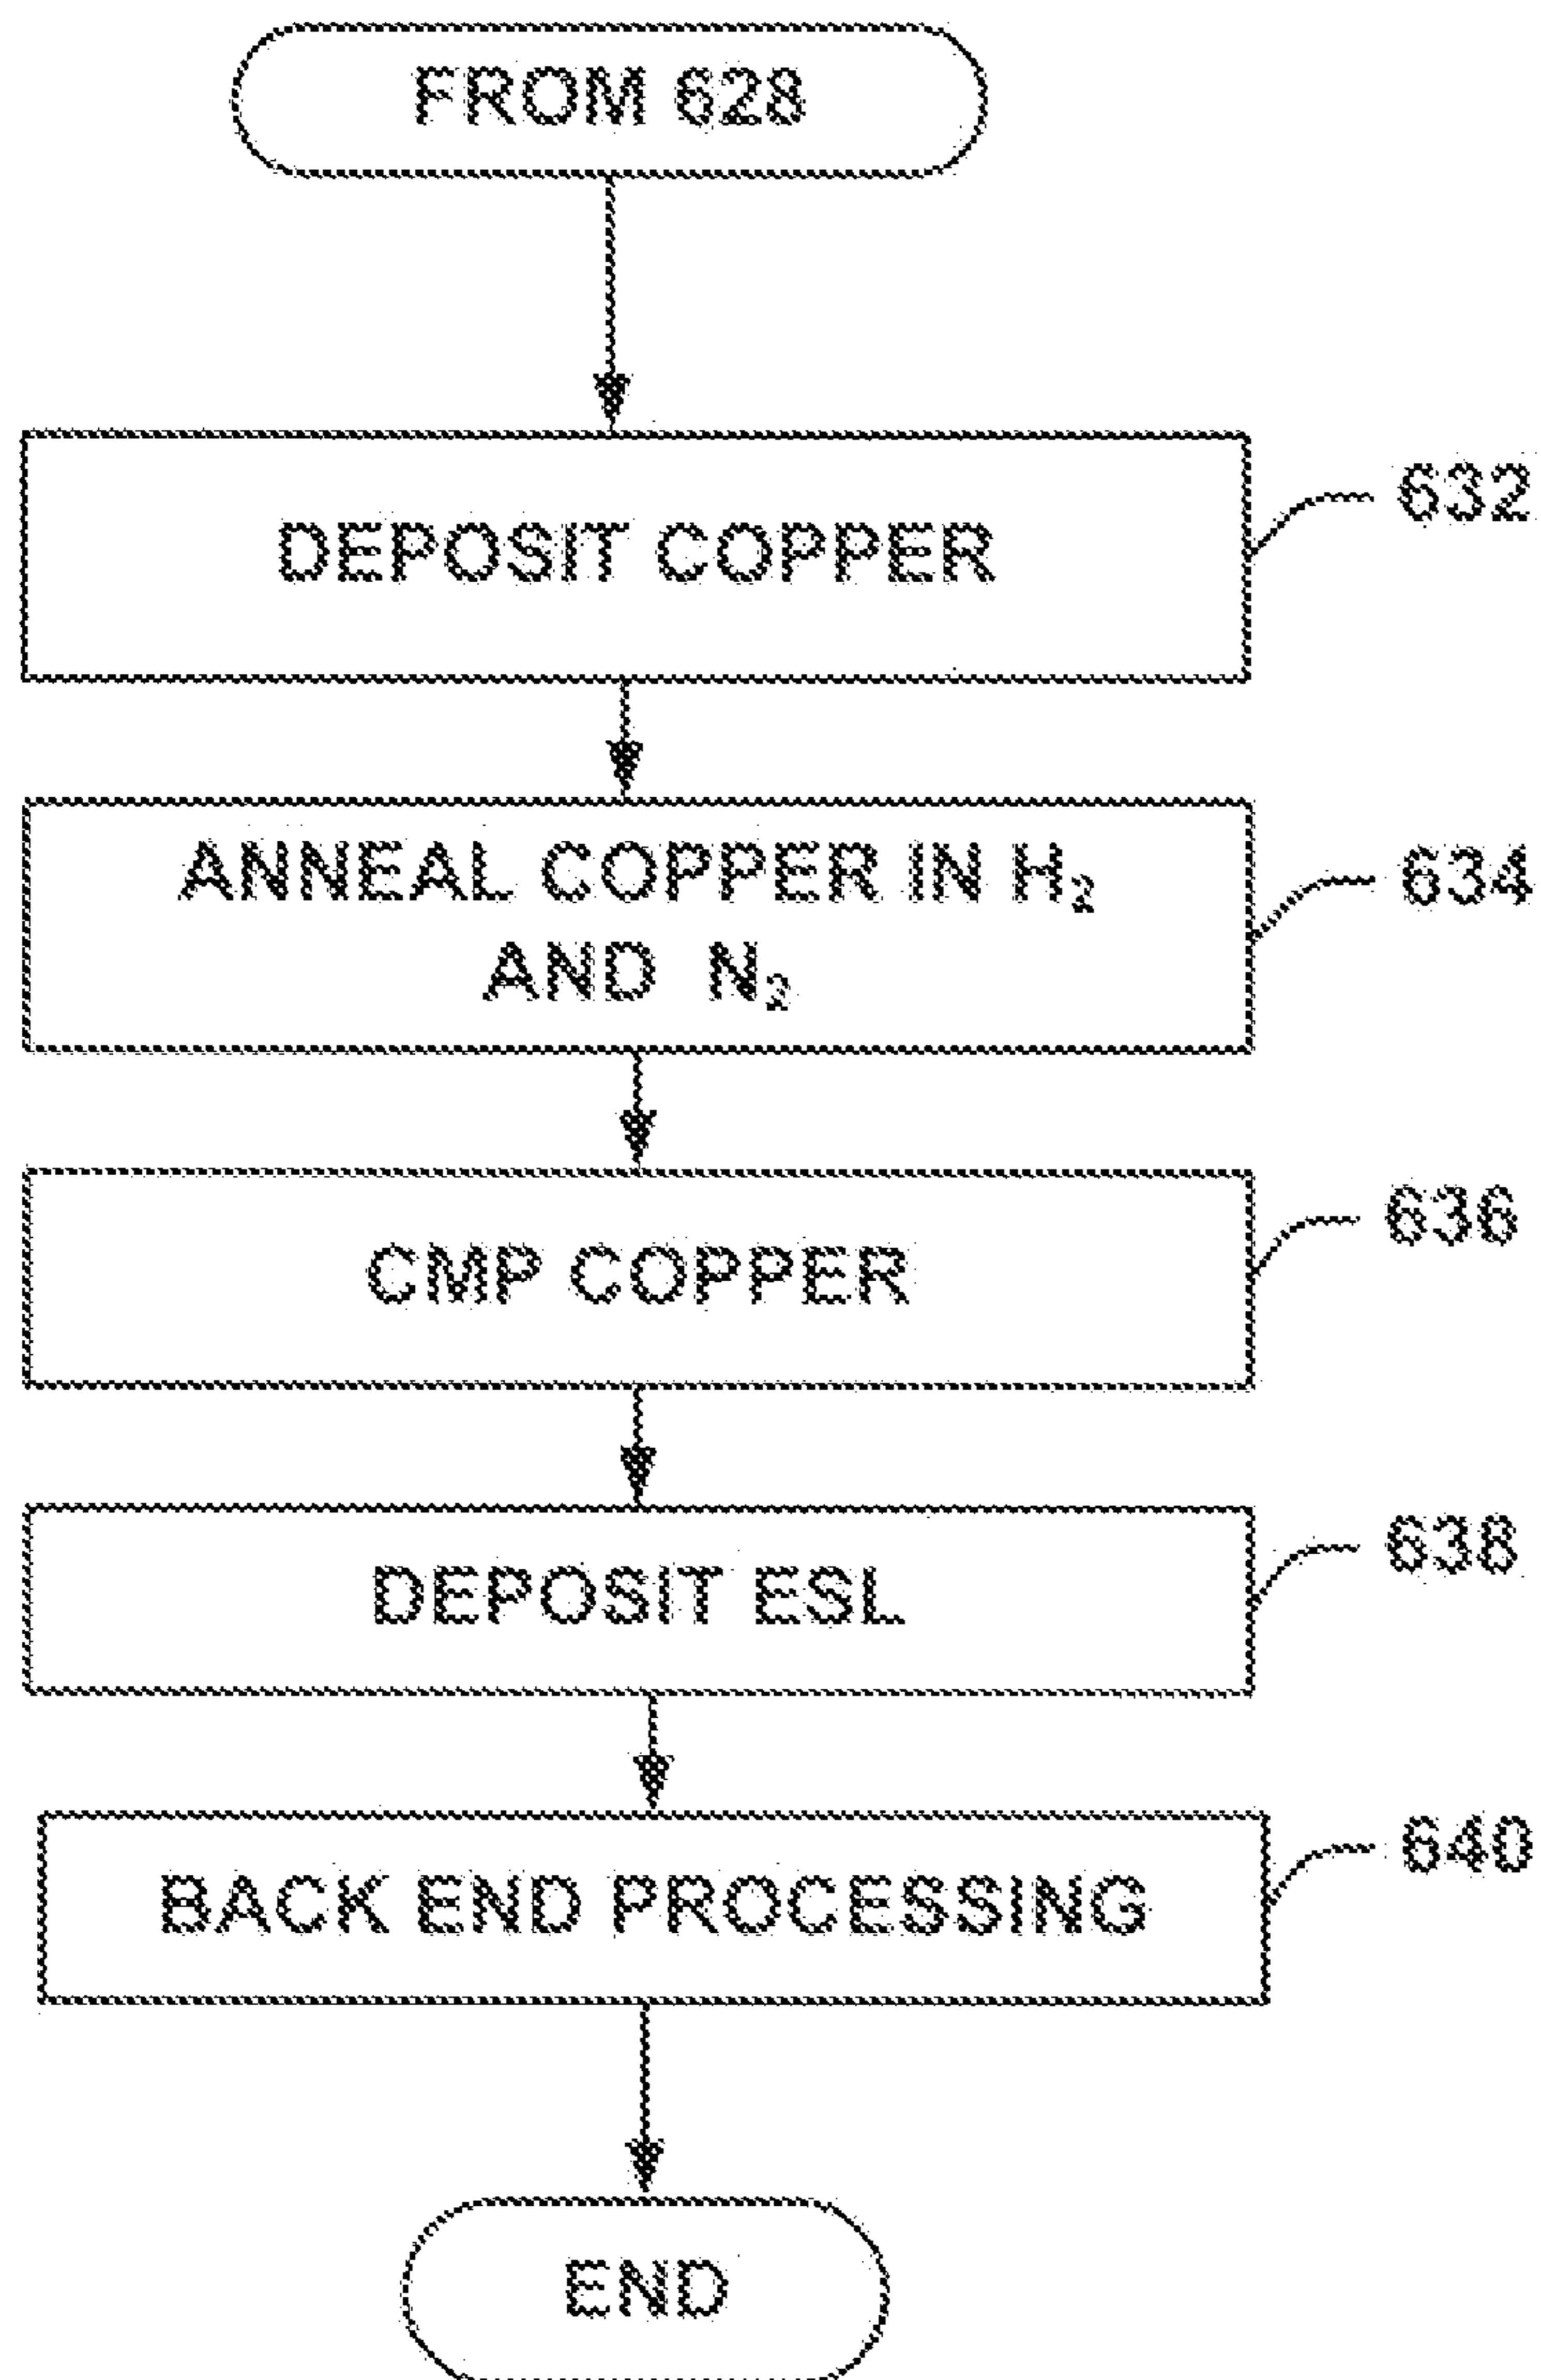 FROM 628
DEPOSIT COPPER
632
ANNEAL COPPER IN H₂
AND N₂
634
CMP COPPER
636
DEPOSIT ESL
638
BACK END PROCESSING
640
END